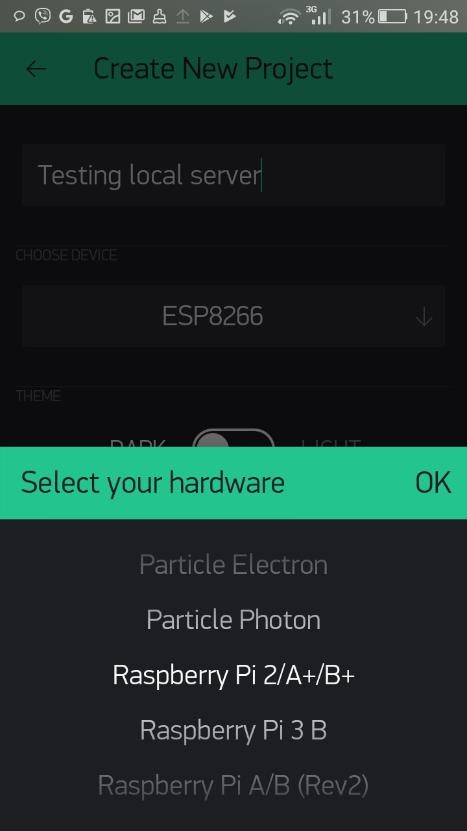 3G
31% 19:48
Create New Project
Testing local server
CHOOSE DEVICE
ESP8266
THEME
DARK LIGHT
Select your hardware OK
Particle Electron
Particle Photon
Raspberry Pi 2/A+/B+
Raspberry Pi 3 B
Raspberry Pi A/B (Rev2)